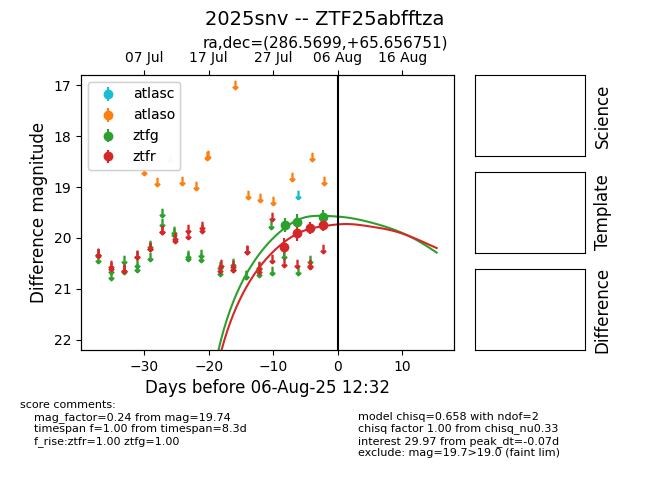 2025snv -- ZTF25abfftza
ra,dec=(286.5699,+65.656751)
07 Jul 17 Jul 27 Jul 06 Aug 16 Aug
17
18
19
20
21
22
Difference magnitude
atlasc
atlaso
ztfg
ztfr
−30 −20 −10 0 10
Days before 06-Aug-25 12:32
Science
Template
Difference
score comments:
mag_factor=0.24 from mag=19.74
timespan f=1.00 from timespan=8.3d
f_rise:ztfr=1.00 ztfg=1.00
model chisq=0.658 with ndof=2
chisq factor 1.00 from chisq_nu0.33
interest 29.97 from peak_dt=-0.07d
exclude: mag=19.7>19.0 (faint lim)